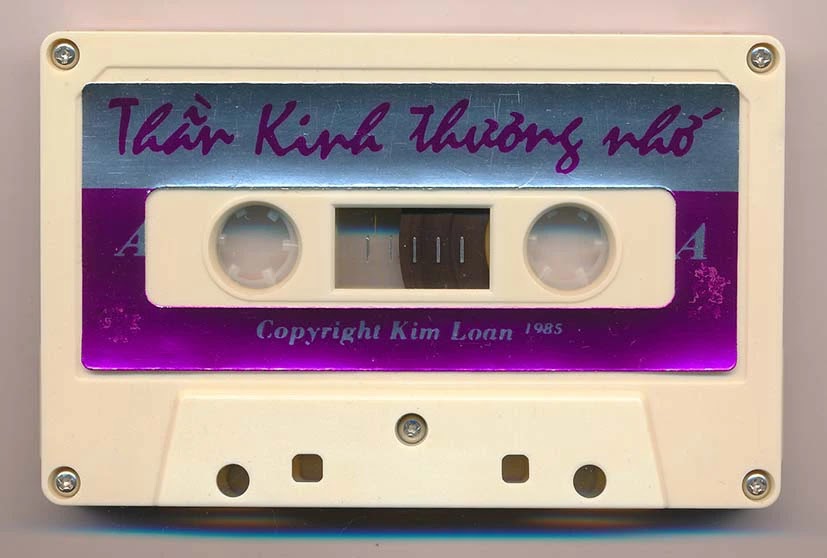 Thần Kinh thương nhớ
A A
Copyright Kim Loan 1985